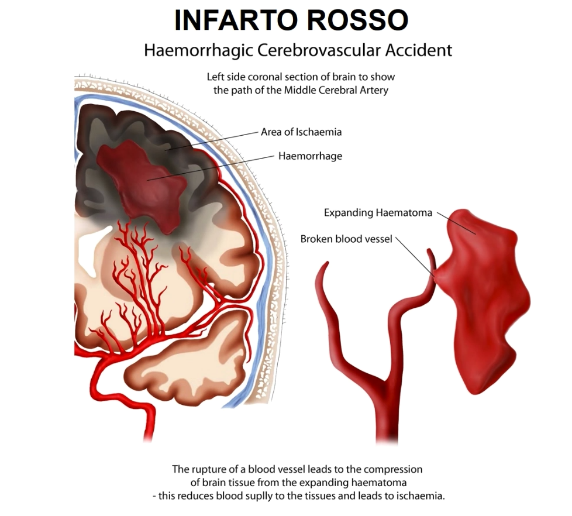 INFARTO ROSSO
Haemorrhagic Cerebrovascular Accident
Left side coronal section of brain to show
the path of the Middle Cerebral Artery
Area of Ischaemia
Haemorrhage
Expanding Haematoma
Broken blood vessel
The rupture of a blood vessel leads to the compression
of brain tissue from the expanding haematoma
- this reduces blood suplly to the tissues and leads to ischaemia.